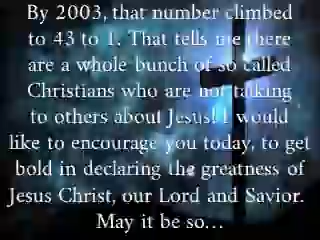 By 2003, that number climbed
to 43 to 1. That tells me there
are a whole bunch of so called
Christians who are not talking
to others about Jesus! I would
like to encourage you today, to get
bold in declaring the greatness of
Jesus Christ, our Lord and Savior.
May it be so...